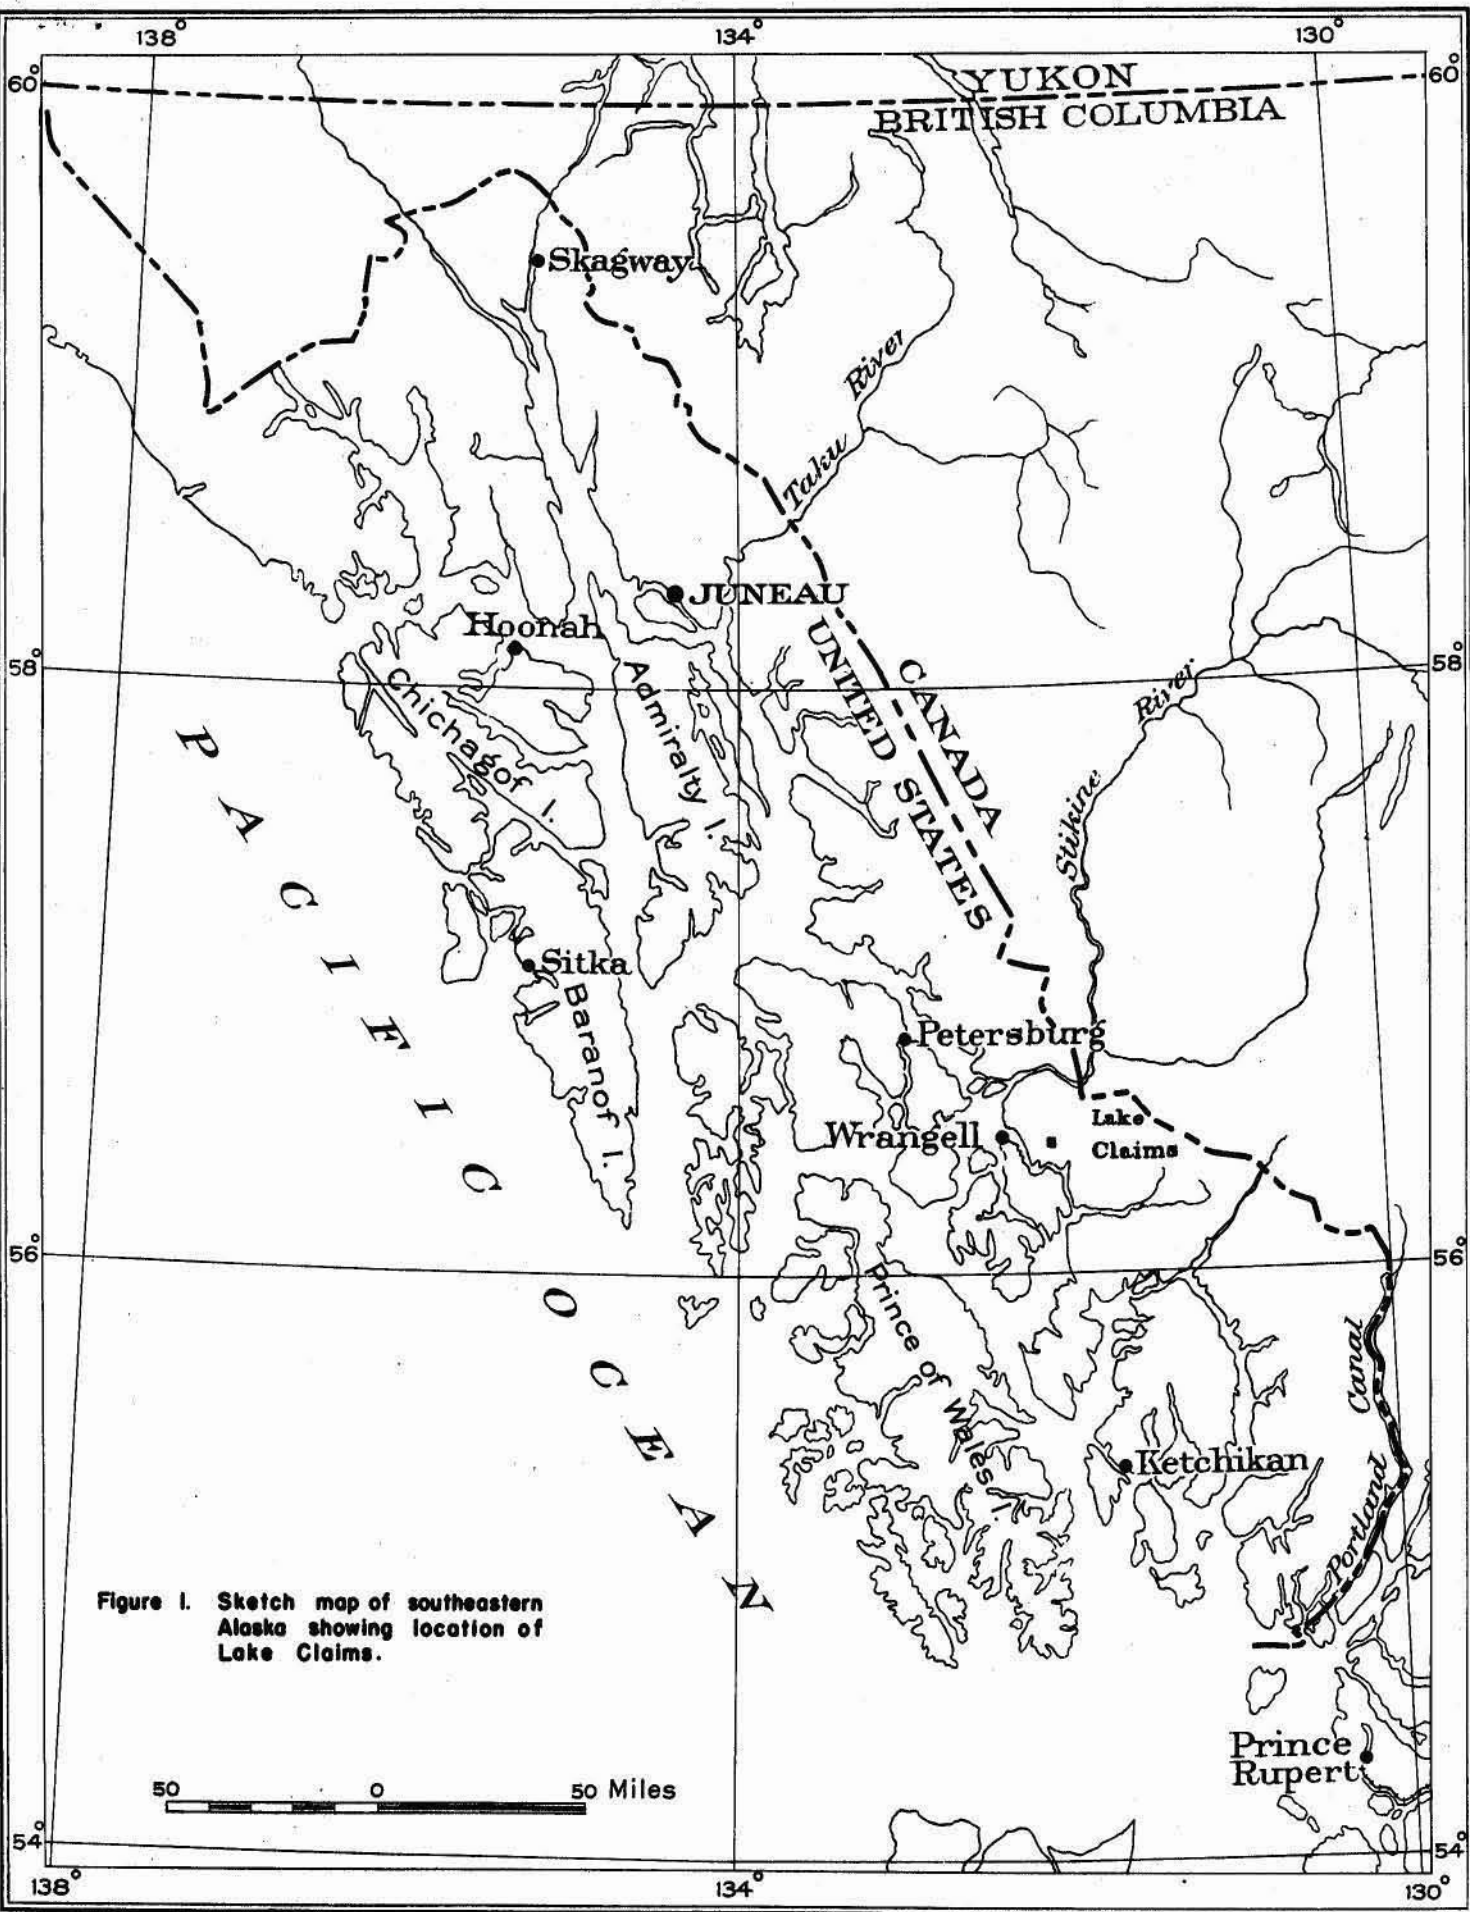 138°
134°
130°
60°
60°
YUKON
BRITISH COLUMBIA
Skagway
Taku River
JUNEAU
Hoonah
58°
58°
Chichagof I.
Admiralty I.
UNITED STATES
CANADA
Stikine River
PACIFIC OCEAN
Sitka
Baranof I.
Petersburg
Wrangell
Lake
Claims
56°
56°
Prince of Wales I.
Ketchikan
Portland Canal
Figure 1. Sketch map of southeastern
Alaska showing location of
Lake Claims.
Prince
Rupert
50 0 50 Miles
54°
54°
138°
134°
130°